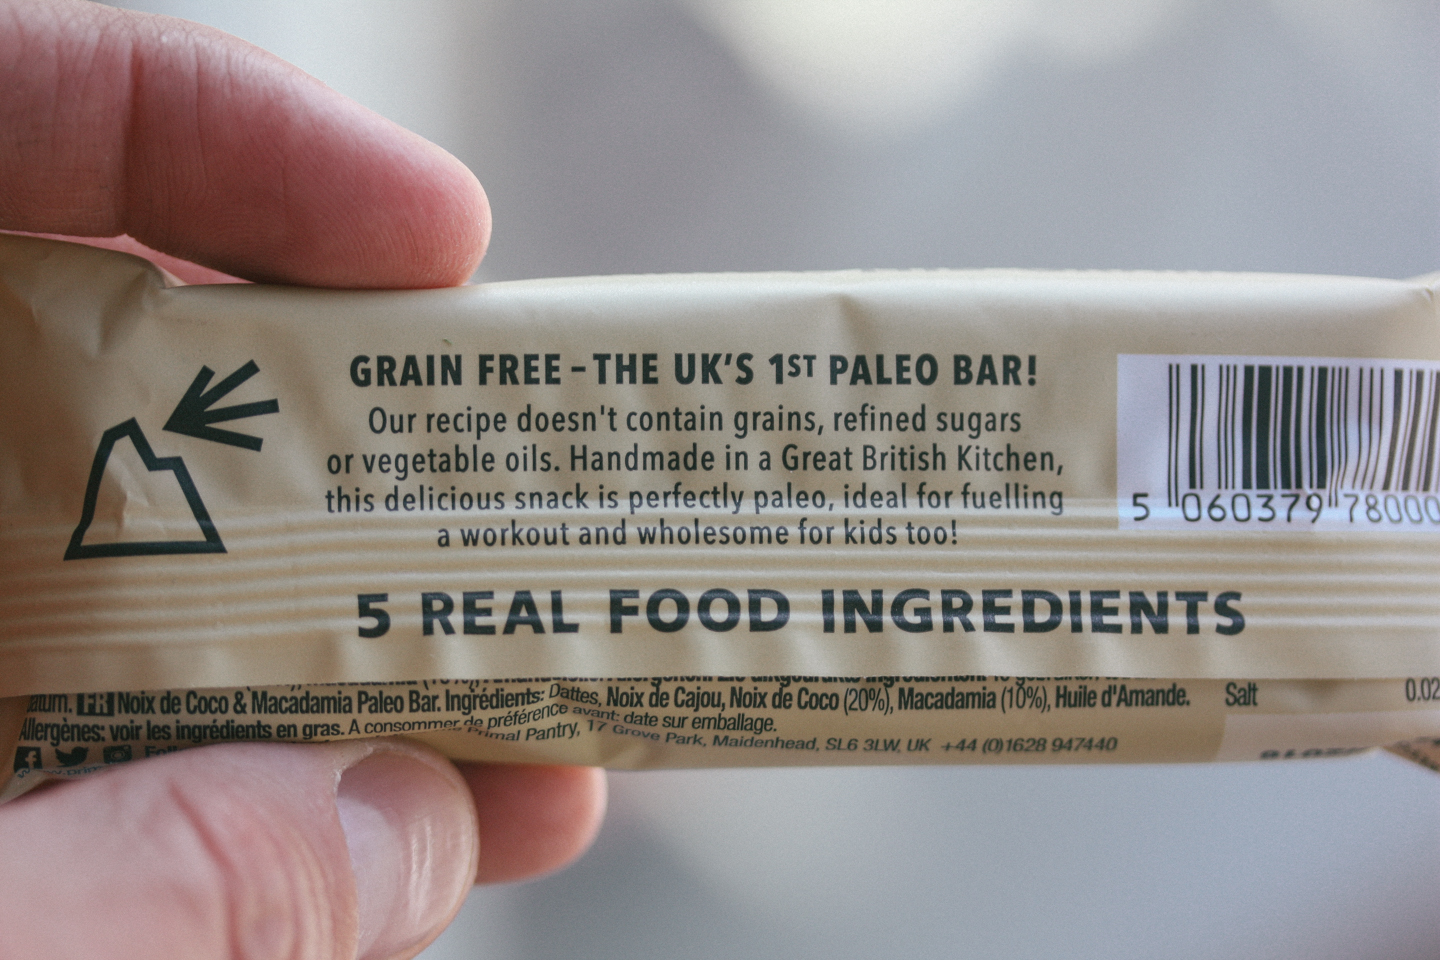 GRAIN FREE – THE UK'S 1ST PALEO BAR!
Our recipe doesn't contain grains, refined sugars
or vegetable oils. Handmade in a Great British Kitchen,
this delicious snack is perfectly paleo, ideal for fuelling
a workout and wholesome for kids too!
5 060379 78000
5 REAL FOOD INGREDIENTS
FR Noix de Coco & Macadamia Paleo Bar. Ingrédients: Dattes, Noix de Cajou, Noix de Coco (20%), Macadamia (10%), Huile d'Amande.
Salt 0.02
Allergènes: voir les ingrédients en gras. A consommer de préférence avant: date sur emballage.
Primal Pantry, 17 Grove Park, Maidenhead, SL6 3LW, UK +44 (0)1628 947440